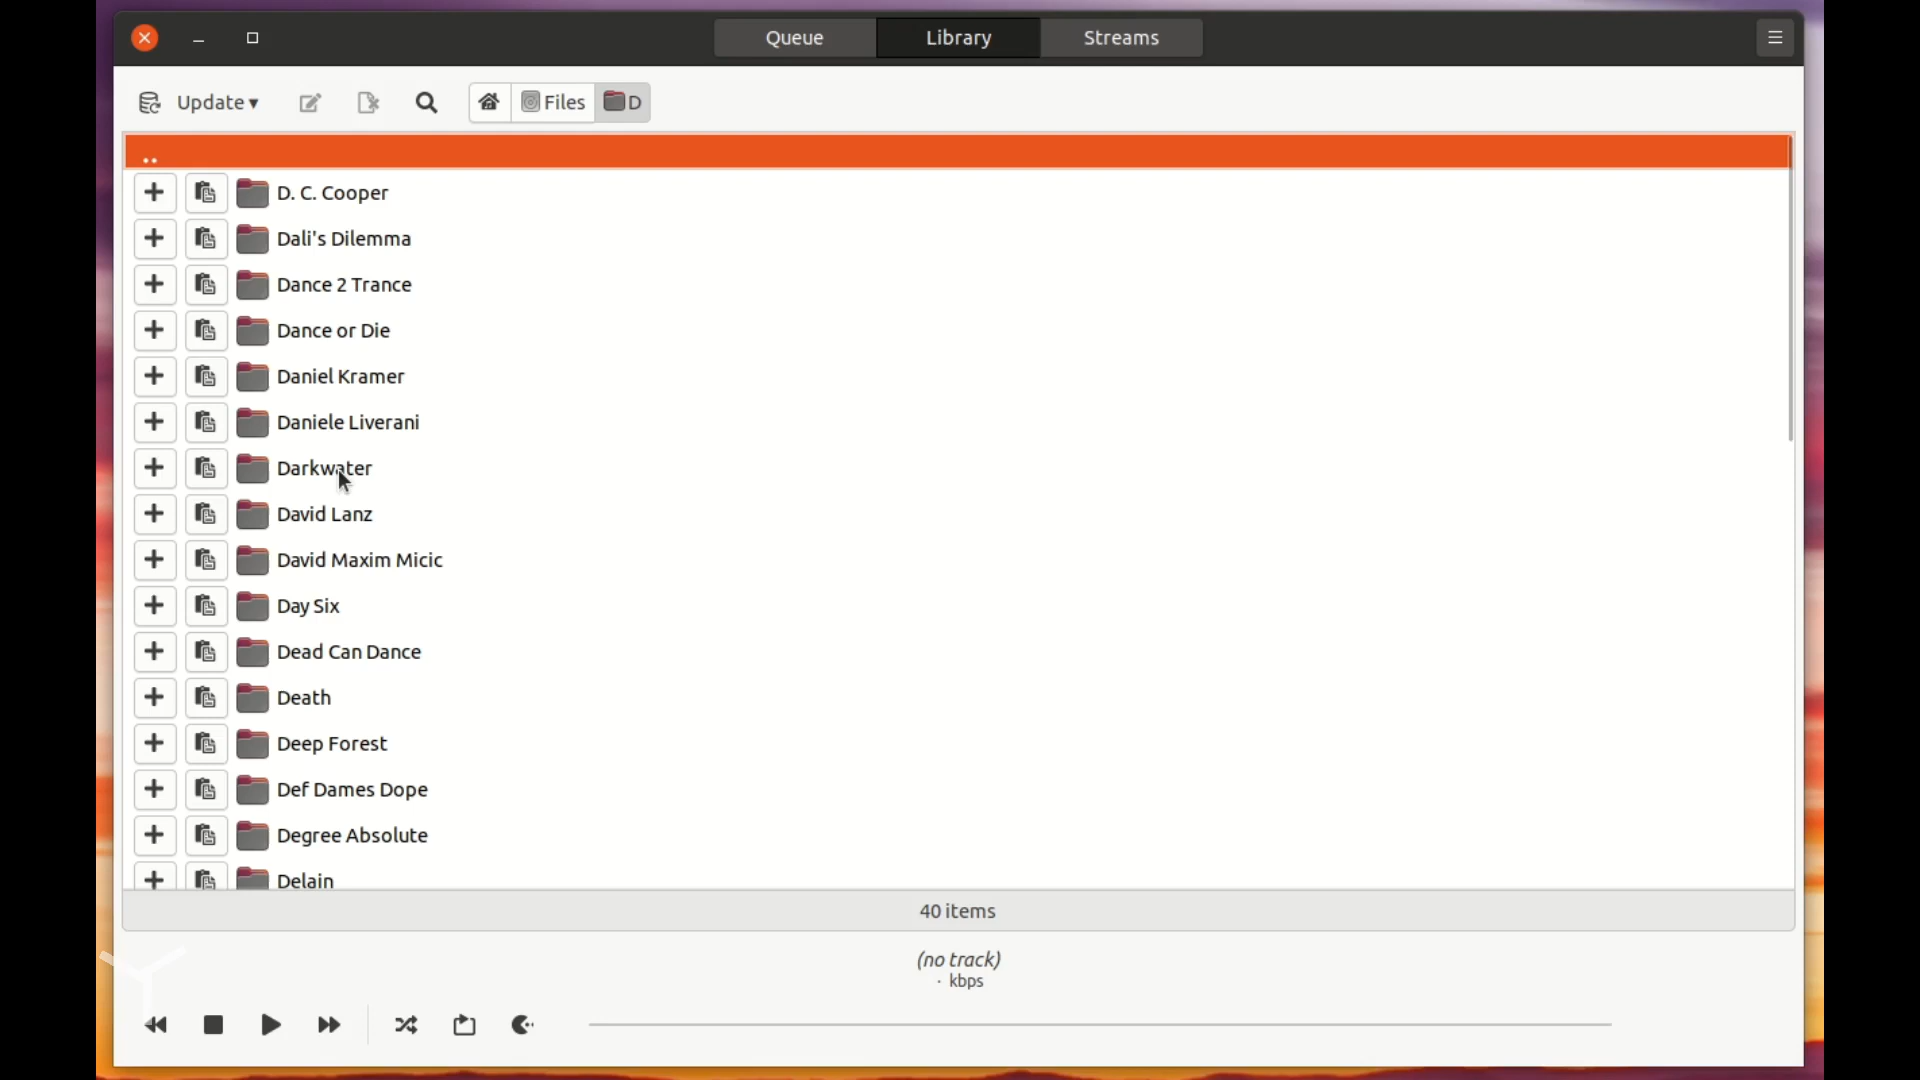 Queue Library Streams
Update Files D
..
D. C. Cooper
Dali's Dilemma
Dance 2 Trance
Dance or Die
Daniel Kramer
Daniele Liverani
Darkwater
David Lanz
David Maxim Micic
Day Six
Dead Can Dance
Death
Deep Forest
Def Dames Dope
Degree Absolute
Delain
40 items
(no track)
· kbps